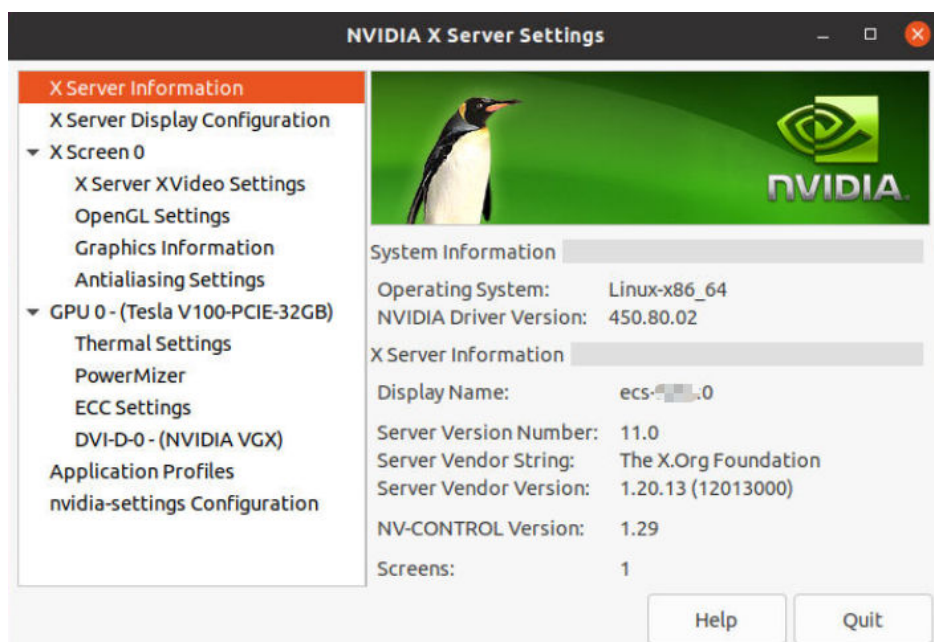 NVIDIA X Server Settings
X Server Information
X Server Display Configuration
X Screen 0
X Server XVideo Settings
OpenGL Settings
Graphics Information
Antialiasing Settings
GPU 0 - (Tesla V100-PCIE-32GB)
Thermal Settings
PowerMizer
ECC Settings
DVI-D-0 - (NVIDIA VGX)
Application Profiles
nvidia-settings Configuration
NVIDIA.
System Information
Operating System: Linux-x86_64
NVIDIA Driver Version: 450.80.02
X Server Information
Display Name: ecs- :0
Server Version Number: 11.0
Server Vendor String: The X.Org Foundation
Server Vendor Version: 1.20.13 (12013000)
NV-CONTROL Version: 1.29
Screens: 1
Help Quit